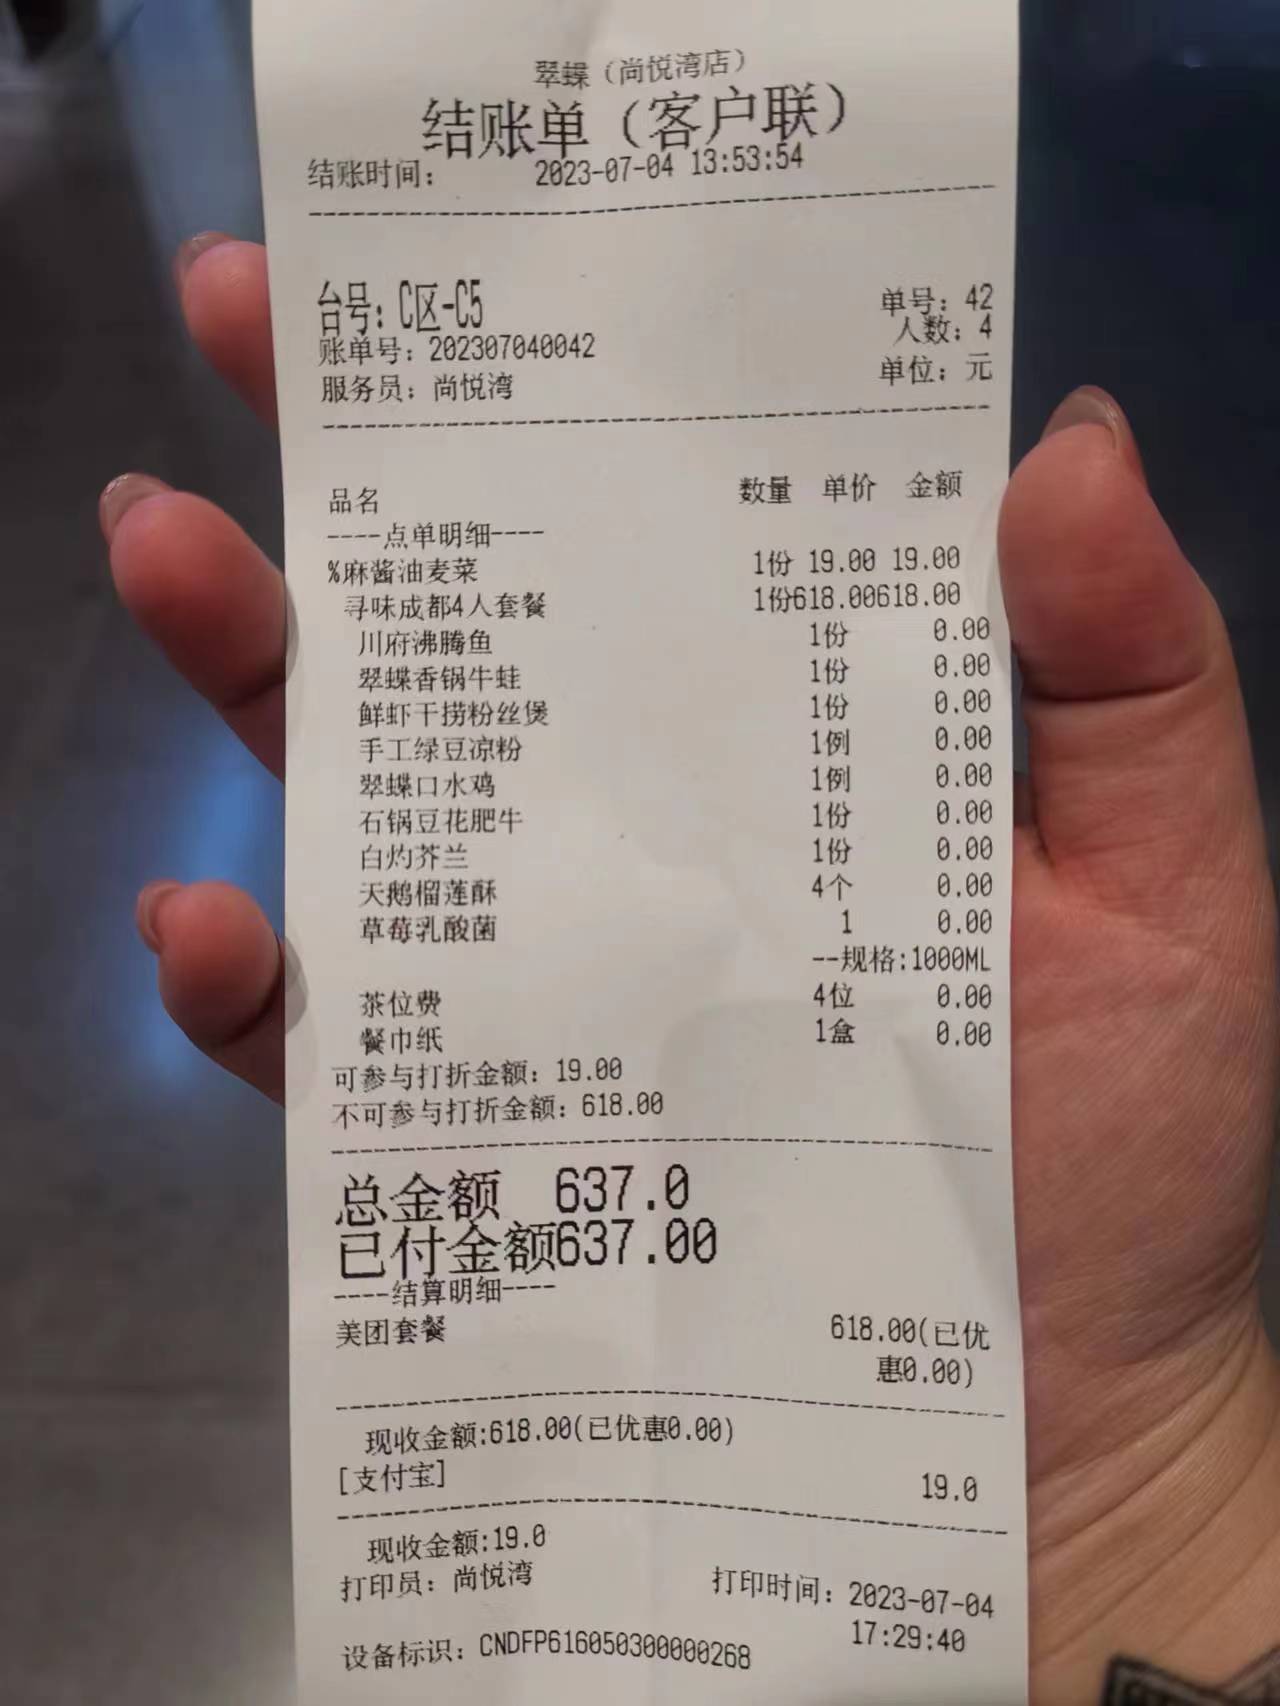 翠蝶（尚悦湾店）
结账单（客户联）
结账时间： 2023-07-04 13:53:54
台号：C区-C5
单号：42
人数：4
账单号：202307040042
服务员：尚悦湾
单位：元
品名 数量 单价 金额
----点单明细----
%麻酱油麦菜 1份 19.00 19.00
寻味成都4人套餐 1份618.00618.00
川府沸腾鱼 1份 0.00
翠蝶香锅牛蛙 1份 0.00
鲜虾干捞粉丝煲 1份 0.00
手工绿豆凉粉 1例 0.00
翠蝶口水鸡 1例 0.00
石锅豆花肥牛 1份 0.00
白灼芥兰 1份 0.00
天鹅榴莲酥 4个 0.00
草莓乳酸菌 1 0.00
--规格:1000ML
茶位费 4位 0.00
餐巾纸 1盒 0.00
可参与打折金额：19.00
不可参与打折金额：618.00
总金额 637.0
已付金额637.00
----结算明细----
美团套餐 618.00(已优
惠0.00)
现收金额:618.00(已优惠0.00)
[支付宝] 19.0
现收金额:19.0
打印员：尚悦湾 打印时间：2023-07-04
17:29:40
设备标识：CNDFP616050300000268